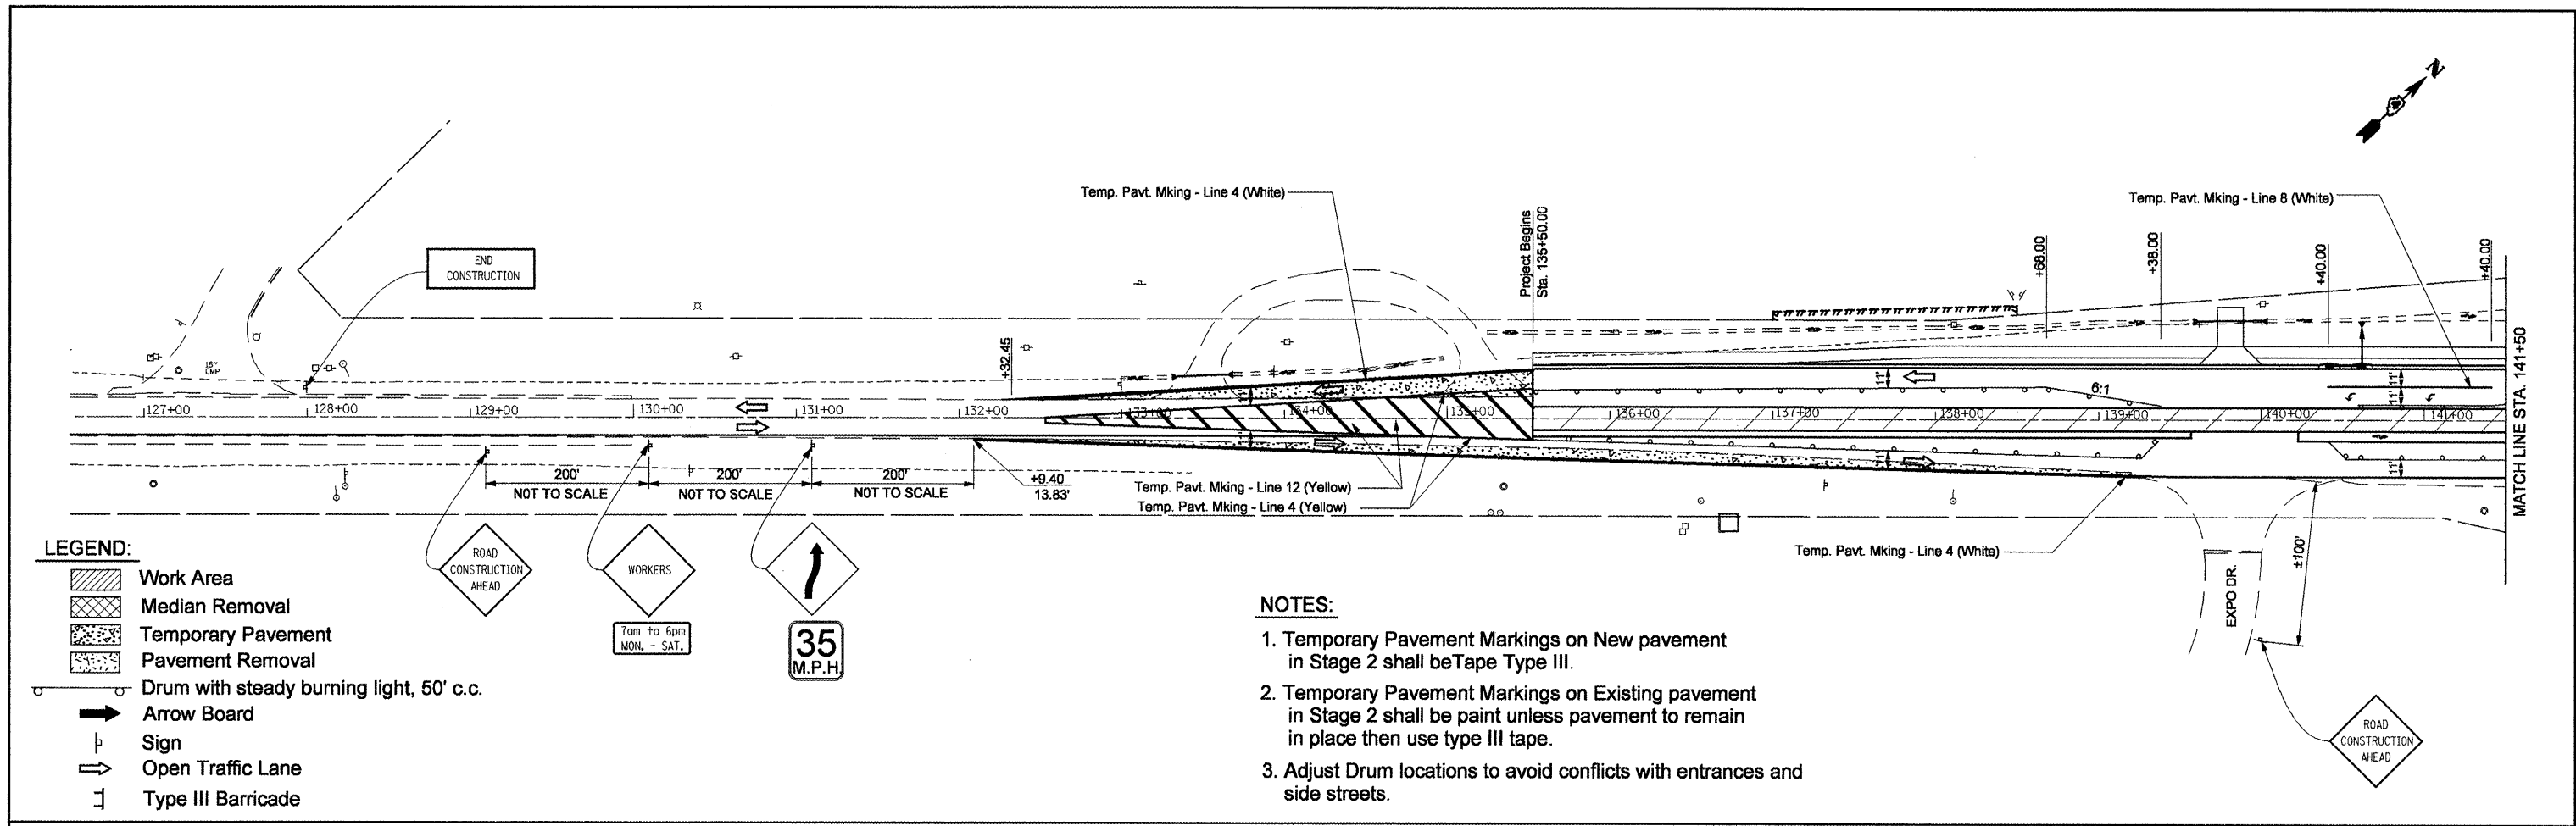 N
Temp. Pavt. Mking - Line 4 (White)
Temp. Pavt. Mking - Line 8 (White)
Project Begins
Sta. 135+50.00
+68.00
+38.00
+40.00
+40.00
END
CONSTRUCTION
+32.45
15"
CMP
11'
11'
6:1
11'
11'
127+00
128+00
129+00
130+00
131+00
132+00
133+00
134+00
135+00
136+00
137+00
138+00
139+00
140+00
141+00
11'
11'
11'
MATCH LINE STA. 141+50
200'
NOT TO SCALE
200'
NOT TO SCALE
200'
NOT TO SCALE
+9.40
13.83'
Temp. Pavt. Mking - Line 12 (Yellow)
Temp. Pavt. Mking - Line 4 (Yellow)
Temp. Pavt. Mking - Line 4 (White)
EXPO DR.
±100'
ROAD
CONSTRUCTION
AHEAD
WORKERS
7am to 6pm
MON. - SAT.
35
M.P.H
ROAD
CONSTRUCTION
AHEAD
LEGEND:
Work Area
Median Removal
Temporary Pavement
Pavement Removal
Drum with steady burning light, 50' c.c.
Arrow Board
Sign
Open Traffic Lane
Type III Barricade
NOTES:
1. Temporary Pavement Markings on New pavement
in Stage 2 shall beTape Type III.
2. Temporary Pavement Markings on Existing pavement
in Stage 2 shall be paint unless pavement to remain
in place then use type III tape.
3. Adjust Drum locations to avoid conflicts with entrances and
side streets.